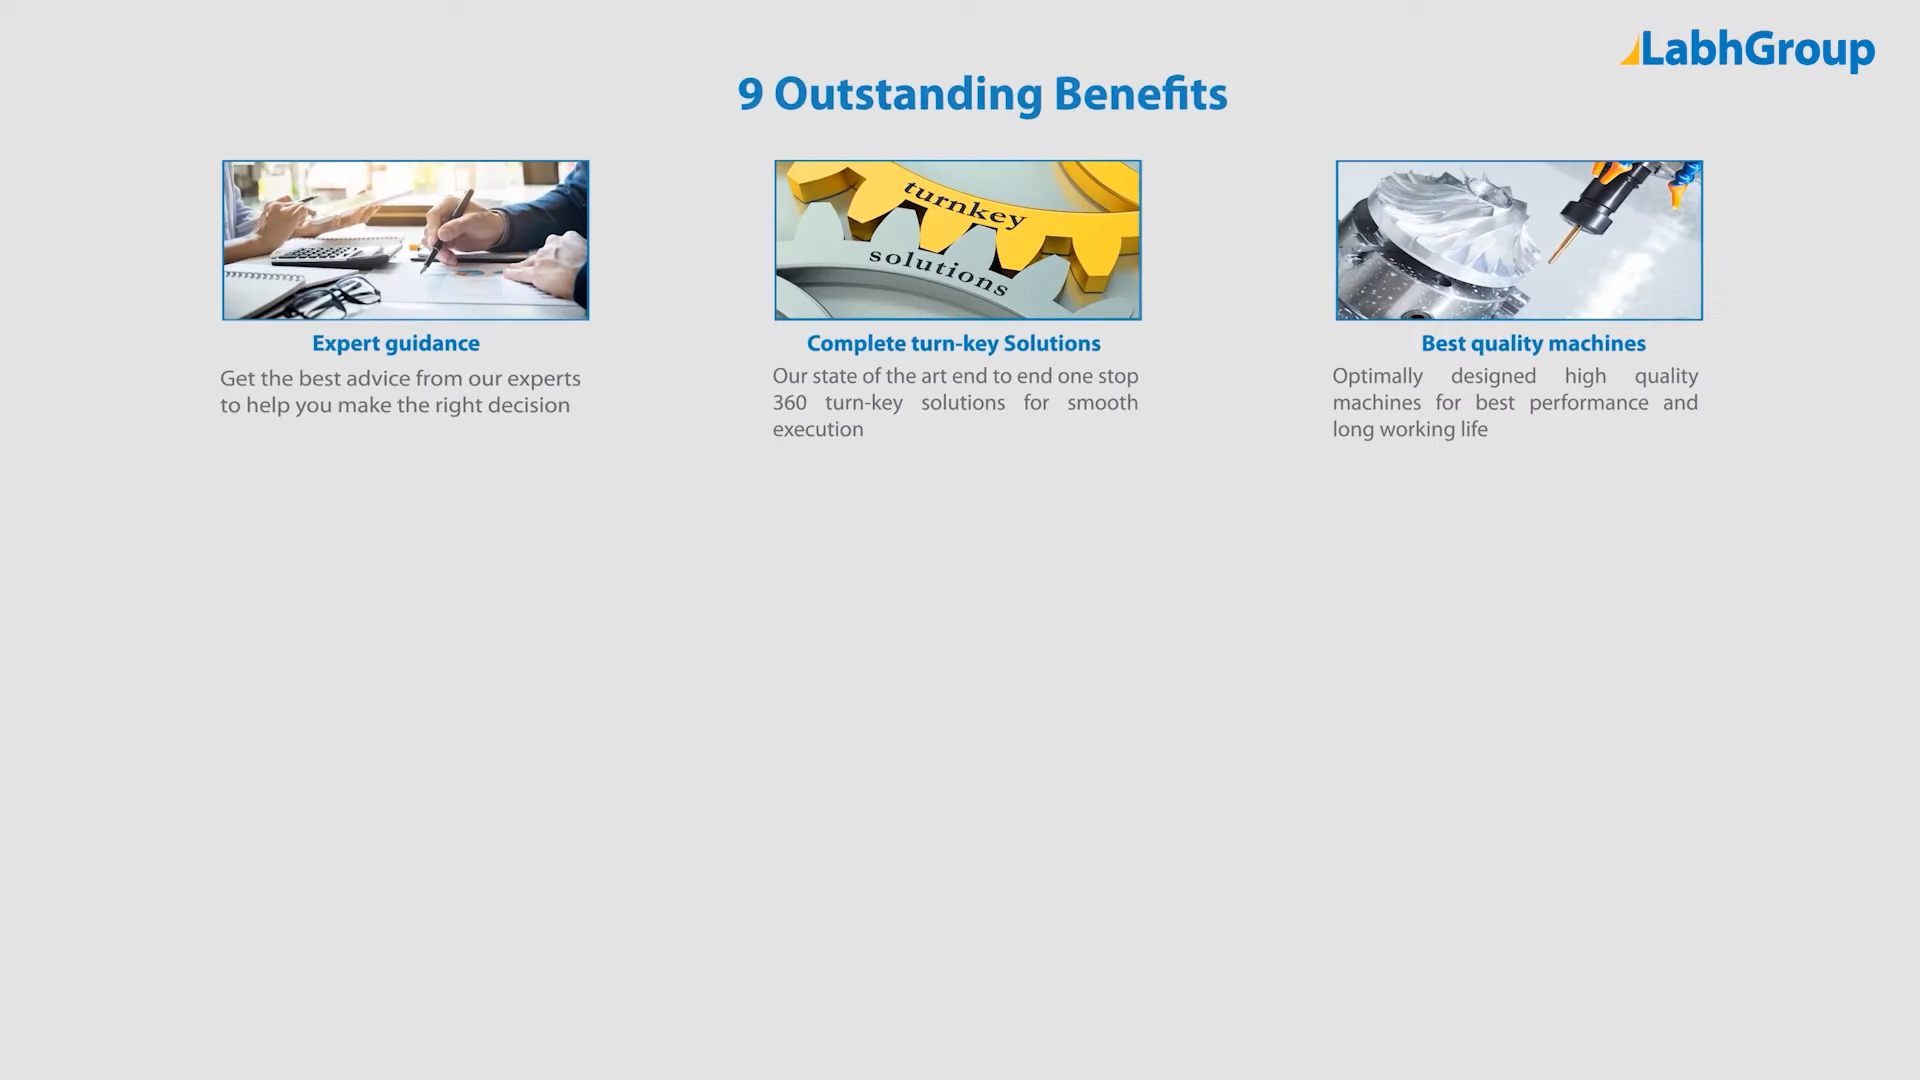 LabhGroup
9 Outstanding Benefits
turnkey
solutions
Expert guidance
Get the best advice from our experts
to help you make the right decision
Complete turn-key Solutions
Our state of the art end to end one stop
360 turn-key solutions for smooth
execution
Best quality machines
Optimally designed high quality
machines for best performance and
long working life